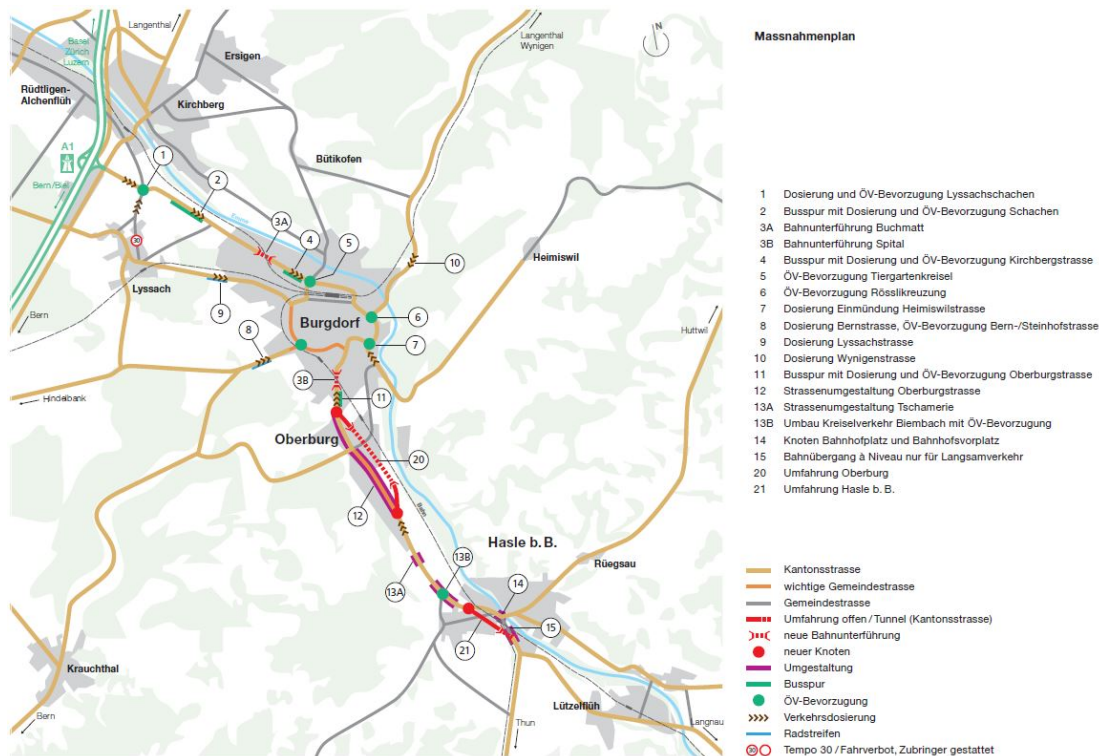 Massnahmenplan
Langenthal
Basel
Zürich
Luzern
Ersigen
Langenthal
Wynigen
N
Rüdtligen-
Alchenflüh
Kirchberg
A1
Bern/Biel
1
2
Bütikofen
3A
4
5
30
Lyssach
Heimiswil
10
9
Bern
Burgdorf
6
7
8
Huttwil
3B
11
Hindelbank
Oberburg
20
12
Bahn
Hasle b. B.
13B
13A
14
Rüegsau
15
21
Krauchthal
Bern
Lützelflüh
Thun
Langnau
1 Dosierung und ÖV-Bevorzugung Lyssachschachen
2 Busspur mit Dosierung und ÖV-Bevorzugung Schachen
3A Bahnunterführung Buchmatt
3B Bahnunterführung Spital
4 Busspur mit Dosierung und ÖV-Bevorzugung Kirchbergstrasse
5 ÖV-Bevorzugung Tiergartenkreisel
6 ÖV-Bevorzugung Rösslikreuzung
7 Dosierung Einmündung Heimiswilstrasse
8 Dosierung Bernstrasse, ÖV-Bevorzugung Bern-/Steinhofstrasse
9 Dosierung Lyssachstrasse
10 Dosierung Wynigenstrasse
11 Busspur mit Dosierung und ÖV-Bevorzugung Oberburgstrasse
12 Strassenumgestaltung Oberburgstrasse
13A Strassenumgestaltung Tschamerie
13B Umbau Kreiselverkehr Biembach mit ÖV-Bevorzugung
14 Knoten Bahnhofplatz und Bahnhofsvorplatz
15 Bahnübergang à Niveau nur für Langsamverkehr
20 Umfahrung Oberburg
21 Umfahrung Hasle b. B.
Kantonsstrasse
wichtige Gemeindestrasse
Gemeindestrasse
Umfahrung offen / Tunnel (Kantonsstrasse)
neue Bahnunterführung
neuer Knoten
Umgestaltung
Busspur
ÖV-Bevorzugung
Verkehrsdosierung
Radstreifen
30 Tempo 30 / Fahrverbot, Zubringer gestattet